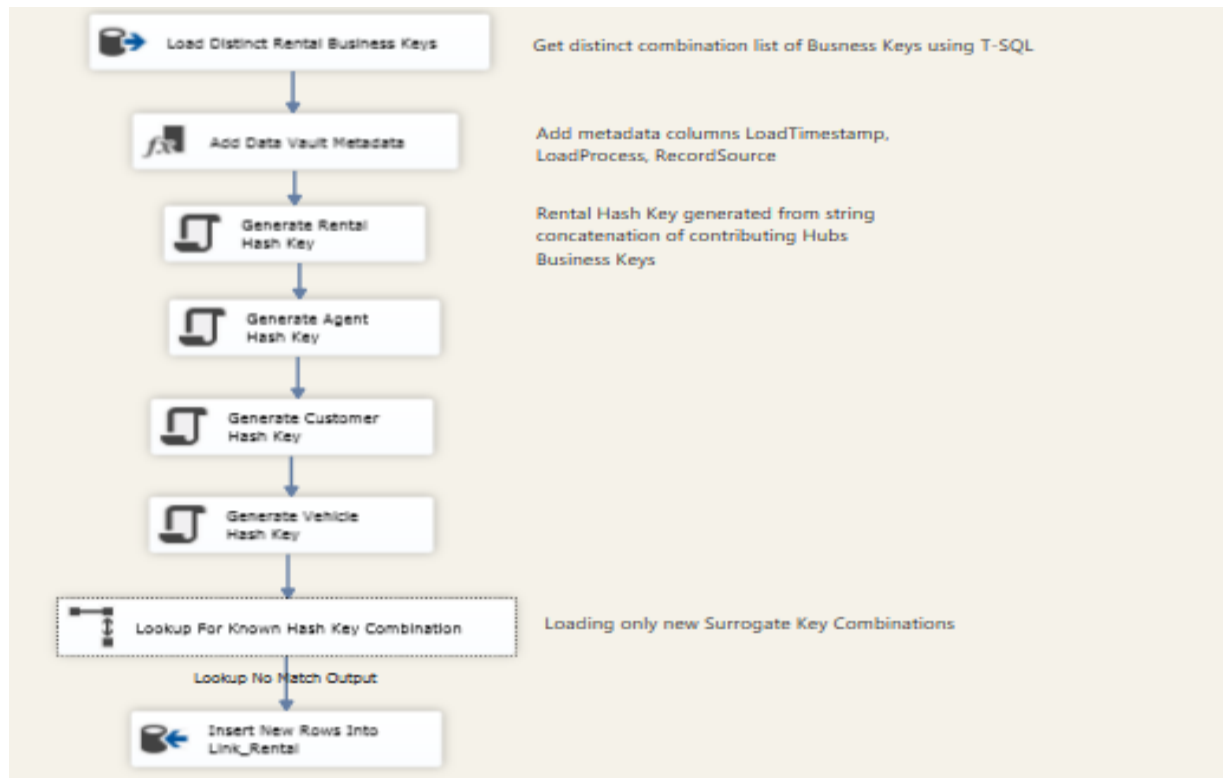 Load Distinct Rental Business Keys
Get distinct combination list of Busness Keys using T-SQL
Add Data Vault Metadata
Add metadata columns LoadTimestamp,
LoadProcess, RecordSource
Generate Rental
Hash Key
Rental Hash Key generated from string
concatenation of contributing Hubs
Business Keys
Generate Agent
Hash Key
Generate Customer
Hash Key
Generate Vehicle
Hash Key
Lookup For Known Hash Key Combination
Loading only new Surrogate Key Combinations
Lookup No Match Output
Insert New Rows Into
Link_Rental